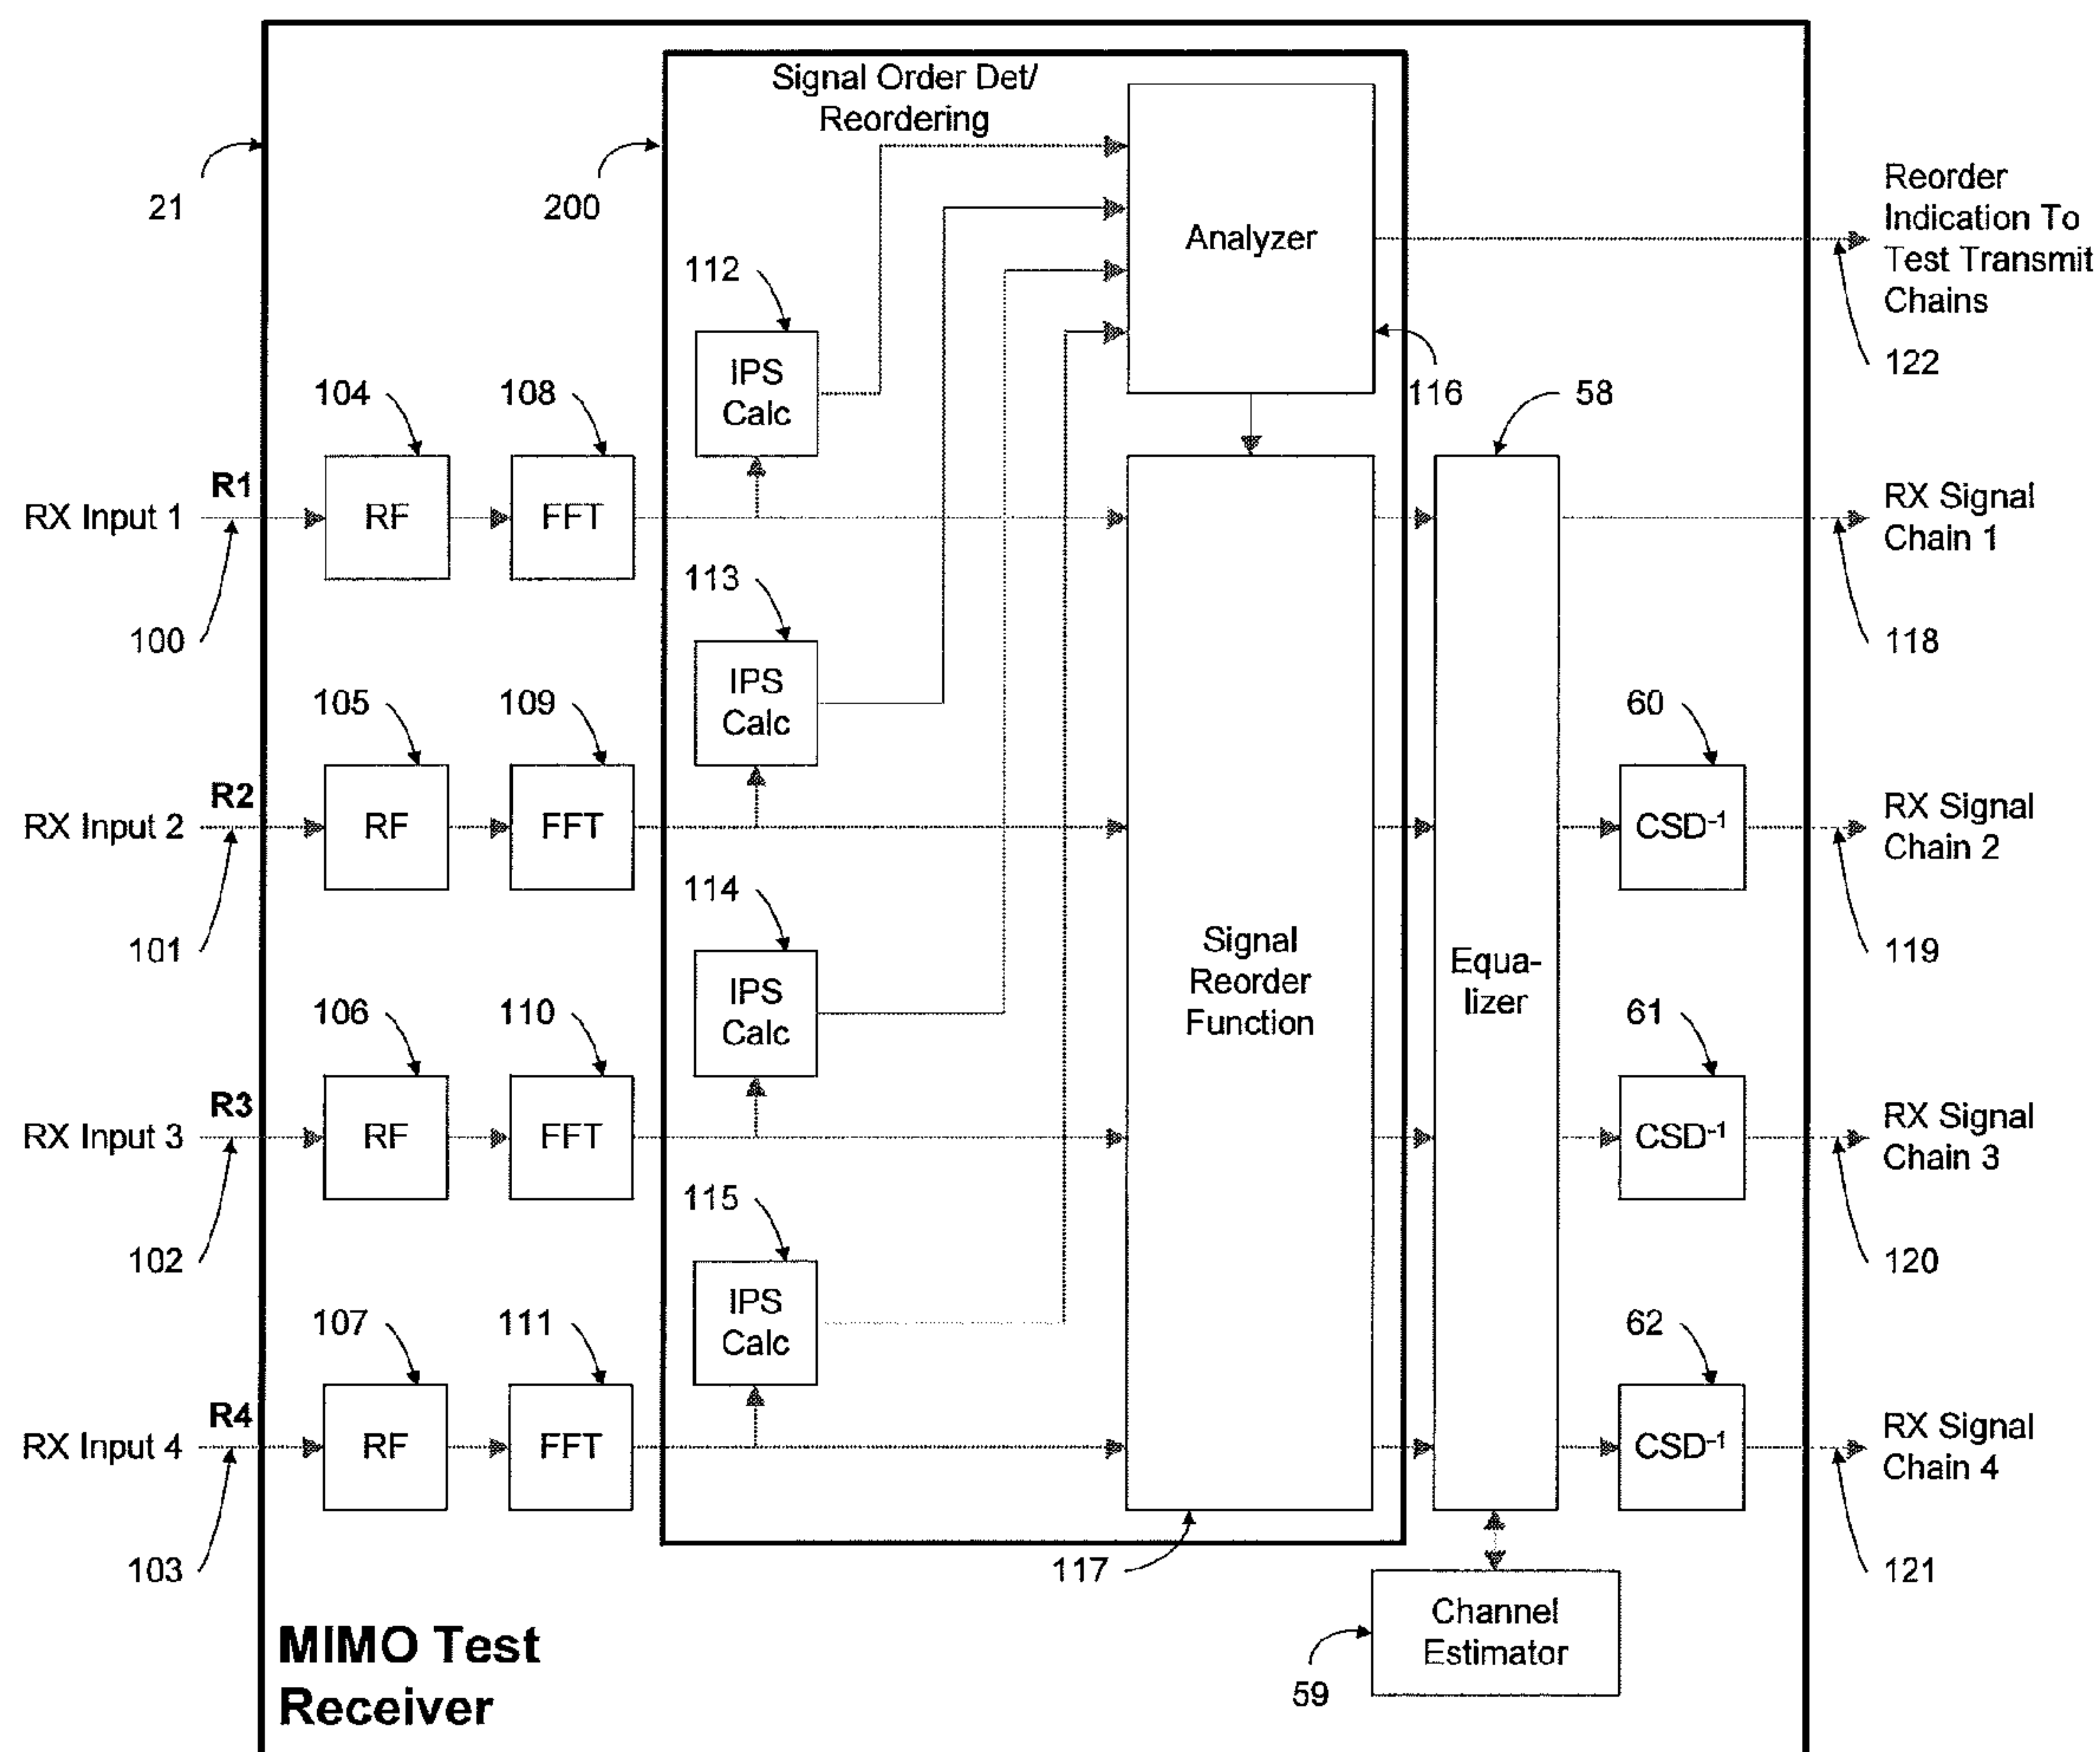 Signal Order Det/
Reordering
21
200
Analyzer
Reorder
Indication To
Test Transmit
Chains
122
116
112
IPS
Calc
104
108
58
R1
RX Input 1
RF
FFT
RX Signal
Chain 1
100
118
113
IPS
Calc
105
109
60
R2
RX Input 2
RF
FFT
CSD-1
RX Signal
Chain 2
101
119
114
IPS
Calc
Signal
Reorder
Function
Equa-
lizer
106
110
61
R3
RX Input 3
RF
FFT
CSD-1
RX Signal
Chain 3
102
120
115
IPS
Calc
107
111
62
R4
RX Input 4
RF
FFT
CSD-1
RX Signal
Chain 4
103
117
121
Channel
Estimator
59
MIMO Test
Receiver